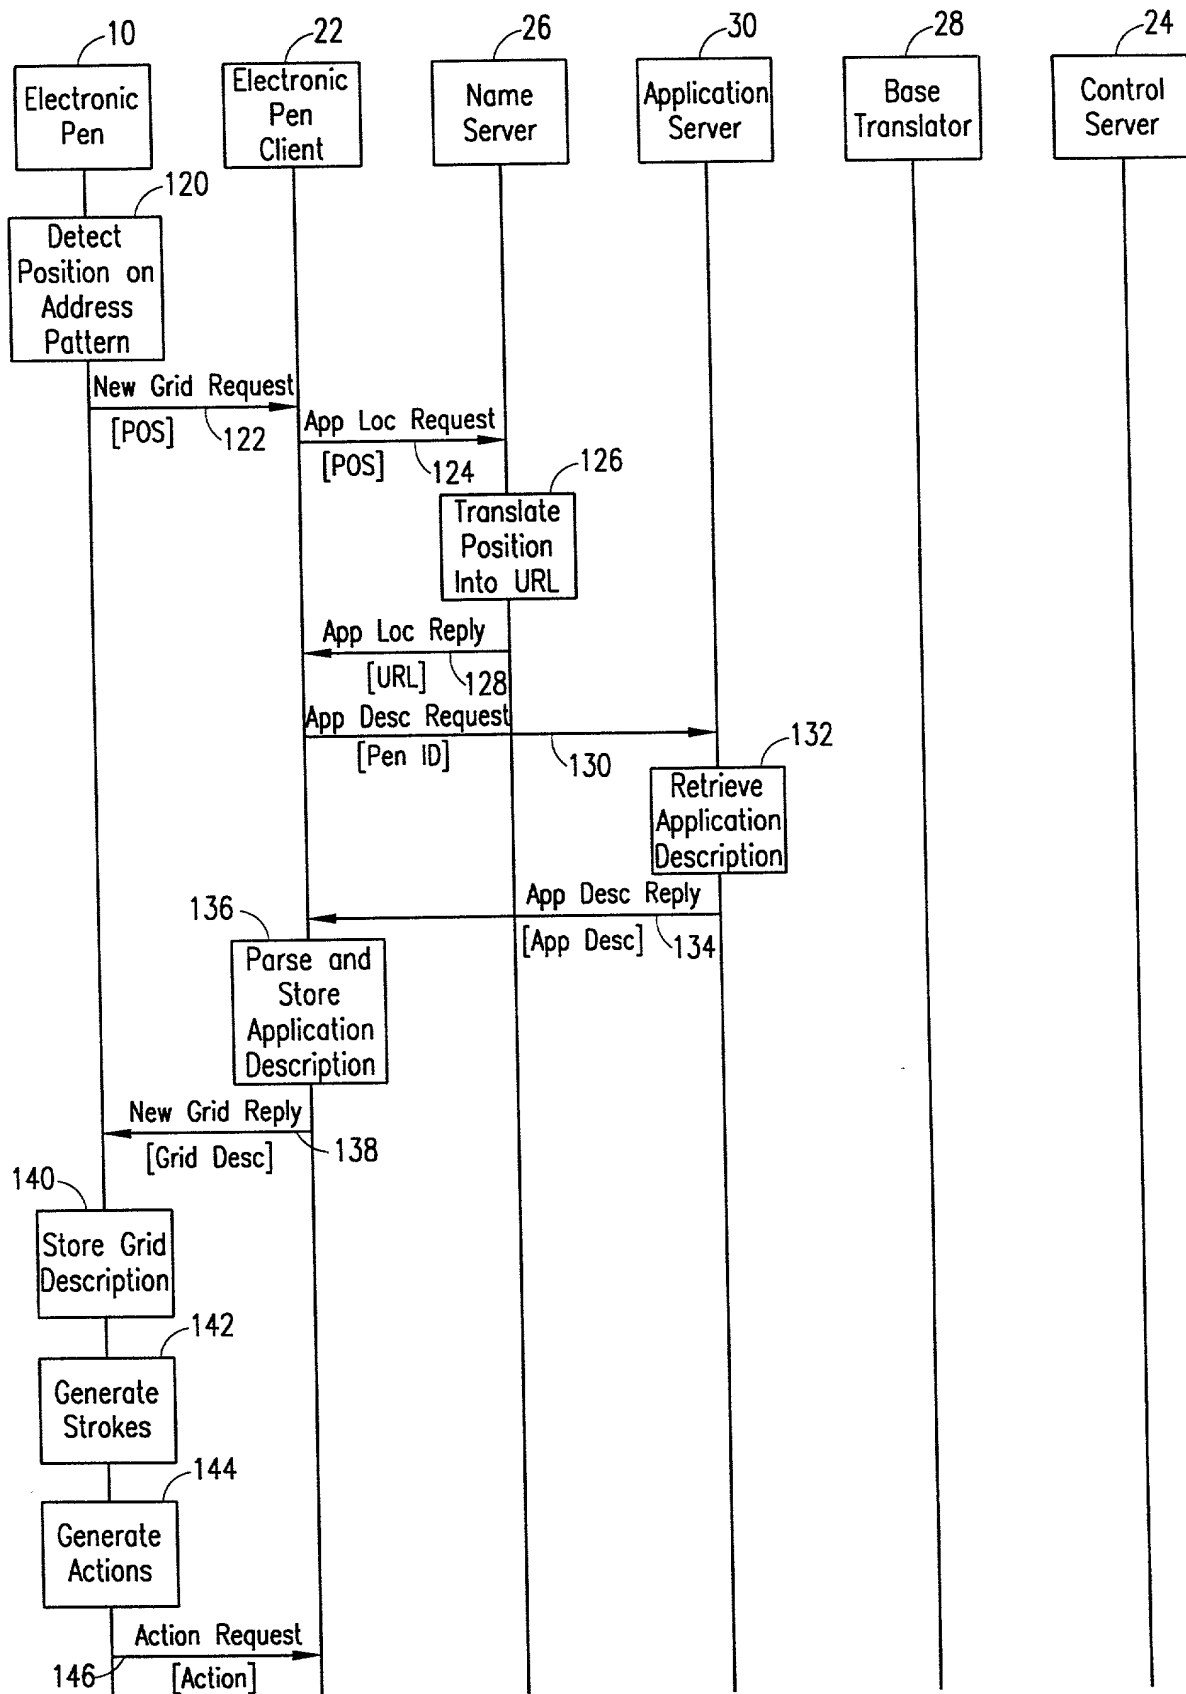 10
22
26
30
28
24
Electronic
Pen
Electronic
Pen
Client
Name
Server
Application
Server
Base
Translator
Control
Server
120
Detect
Position on
Address
Pattern
New Grid Request
[POS]
122
App Loc Request
[POS]
124
126
Translate
Position
Into URL
App Loc Reply
[URL]
128
App Desc Request
[Pen ID]
130
132
Retrieve
Application
Description
App Desc Reply
[App Desc]
134
136
Parse and
Store
Application
Description
New Grid Reply
[Grid Desc]
138
140
Store Grid
Description
142
Generate
Strokes
144
Generate
Actions
Action Request
146
[Action]